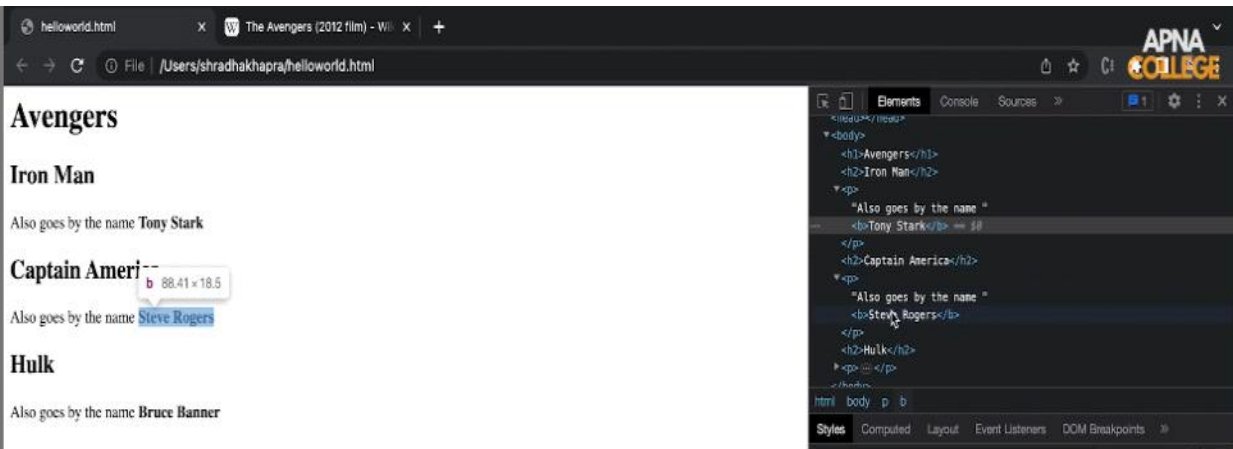 helloworld.html
The Avengers (2012 film) - Wi
APNA
COLLEGE
File | /Users/shradhakhapra/helloworld.html
Avengers
Iron Man
Also goes by the name Tony Stark
Captain America
b 88.41 × 18.5
Also goes by the name Steve Rogers
Hulk
Also goes by the name Bruce Banner
Elements Console Sources » 1
<head></head>
▼<body>
<h1>Avengers</h1>
<h2>Iron Man</h2>
▼<p>
"Also goes by the name "
<b>Tony Stark</b> == $0
</p>
<h2>Captain America</h2>
▼<p>
"Also goes by the name "
<b>Steve Rogers</b>
</p>
<h2>Hulk</h2>
▶<p>…</p>
</body>
html body p b
Styles Computed Layout Event Listeners DOM Breakpoints »